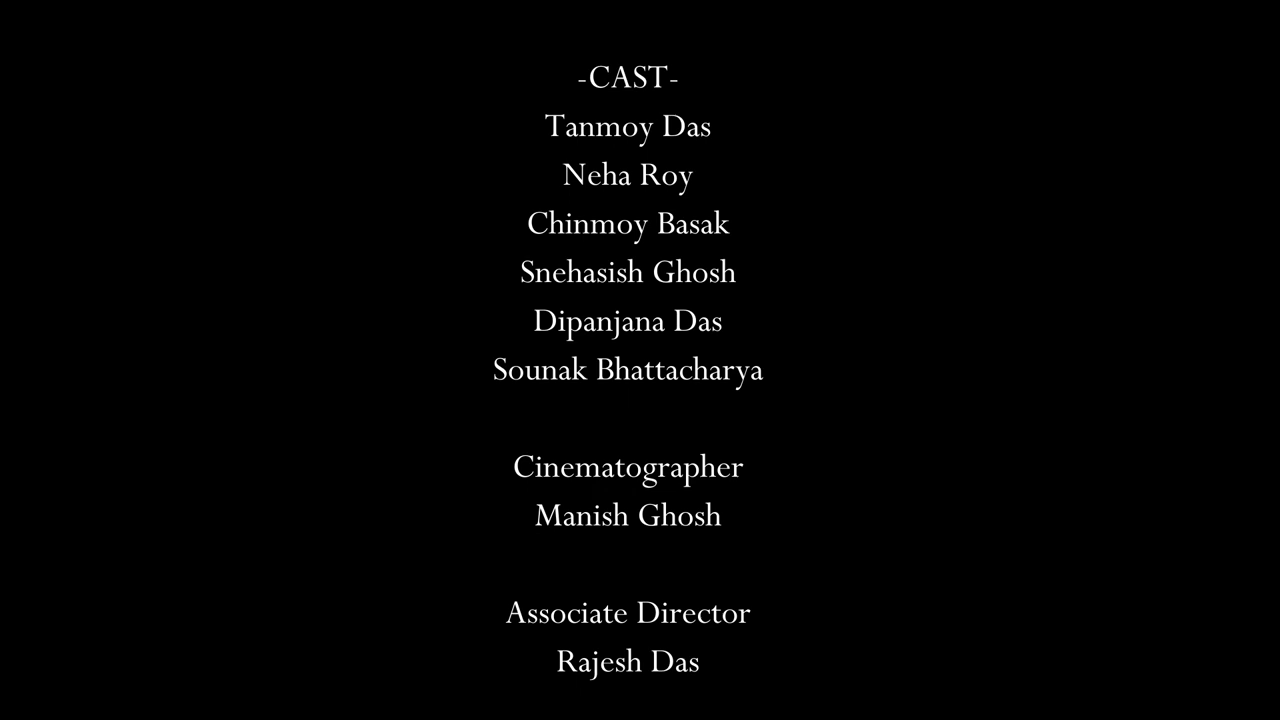 -CAST-
Tanmoy Das
Neha Roy
Chinmoy Basak
Snehasish Ghosh
Dipanjana Das
Sounak Bhattacharya
Cinematographer
Manish Ghosh
Associate Director
Rajesh Das